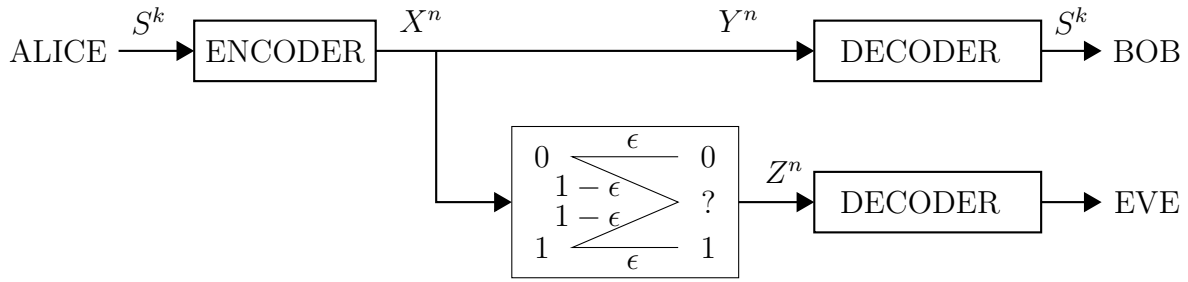 ALICE S^k ENCODER X^n Y^n DECODER S^k BOB
0 ϵ 0
1 − ϵ
?
1 − ϵ
1 ϵ 1
Z^n DECODER EVE